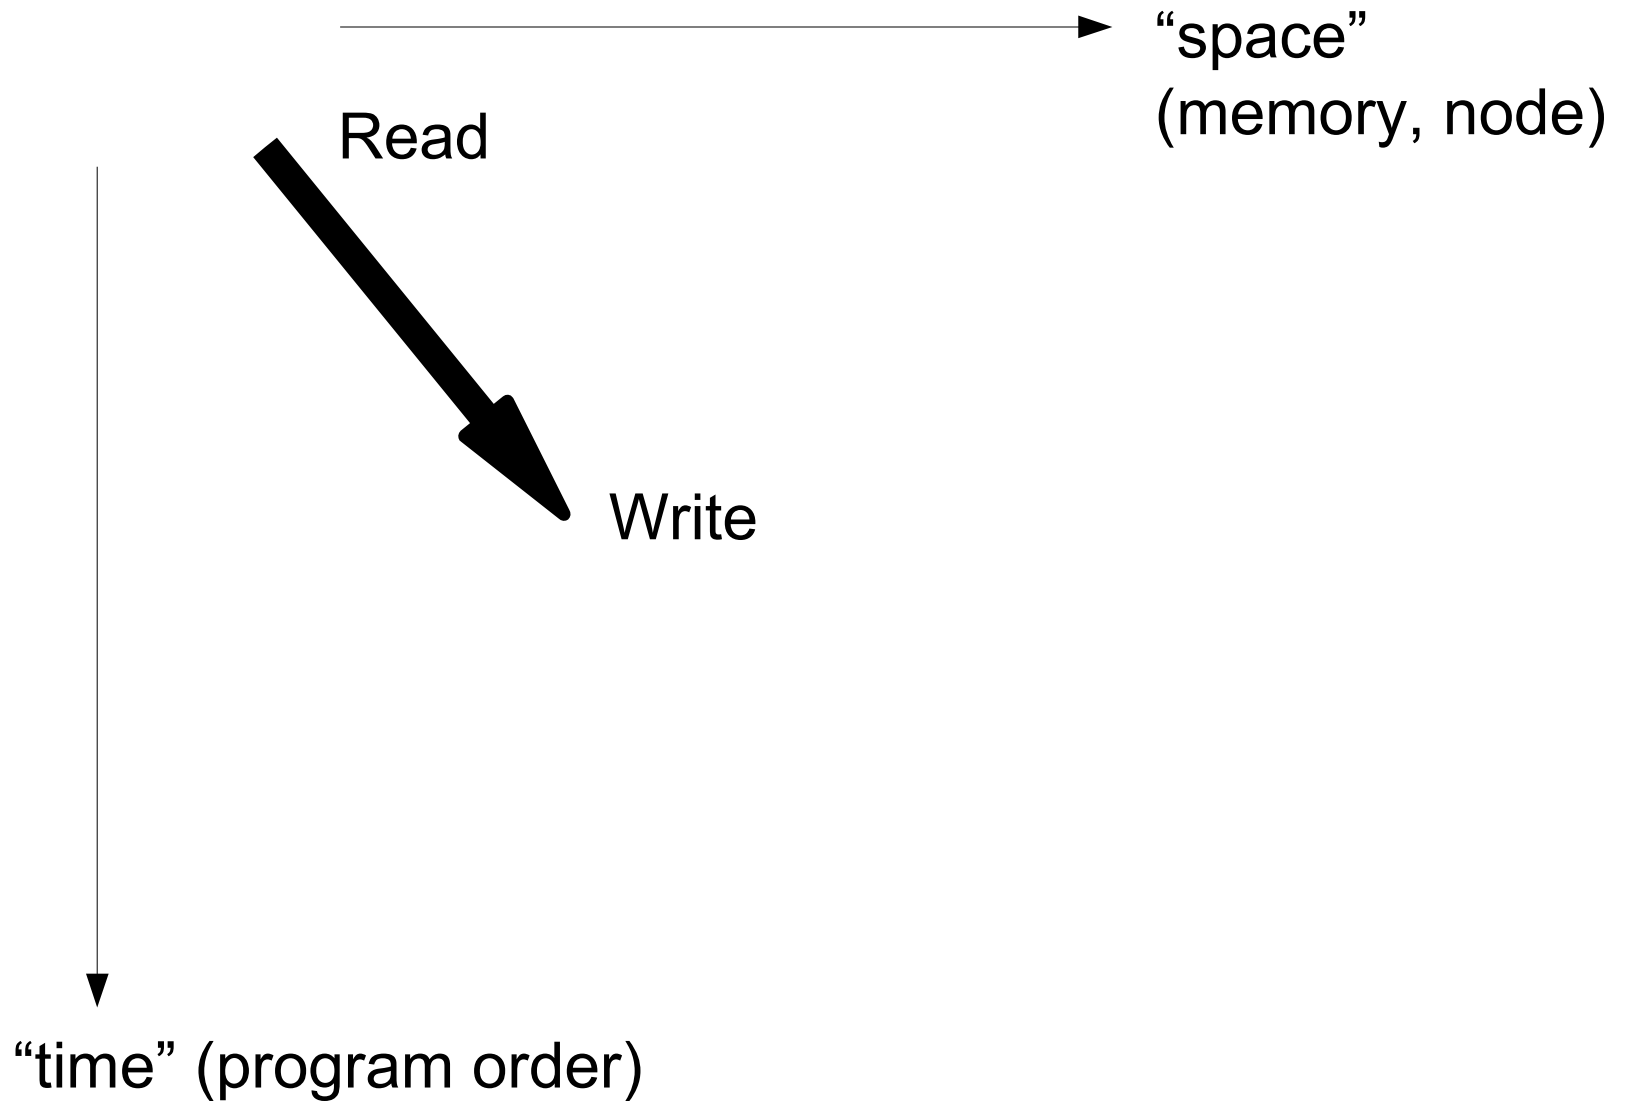 “space”
(memory, node)
Read
Write
“time” (program order)